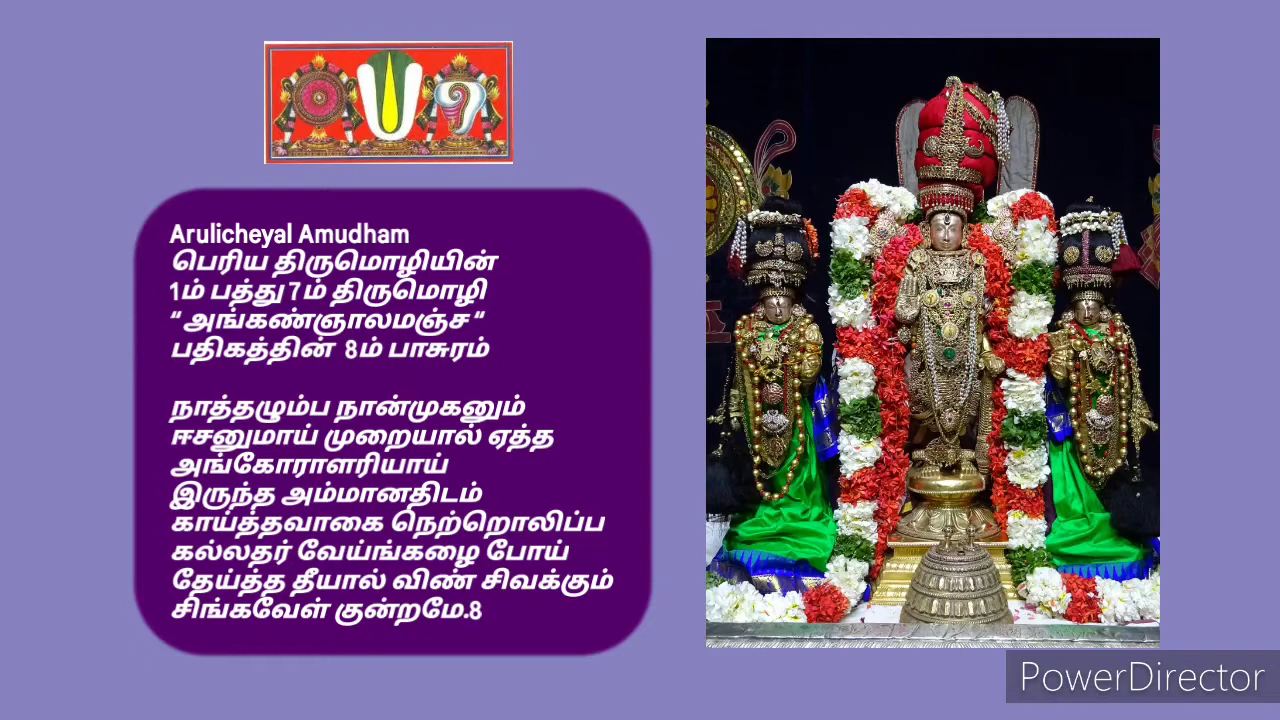 Arulicheyal Amudham
பெரிய திருமொழியின்
1ம் பத்து 7ம் திருமொழி
“ அங்கண்ஞாலமஞ்ச “
பதிகத்தின் 8ம் பாசுரம்
நாத்தழும்ப நான்முகனும்
ஈசனுமாய் முறையால் ஏத்த
அங்கோராளரியாய்
இருந்த அம்மானதிடம்
காய்த்தவாகை நெற்றொலிப்ப
கல்லதர் வேய்ங்கழை போய்
தேய்த்த தீயால் விண் சிவக்கும்
சிங்கவேள் குன்றமே.8
PowerDirector